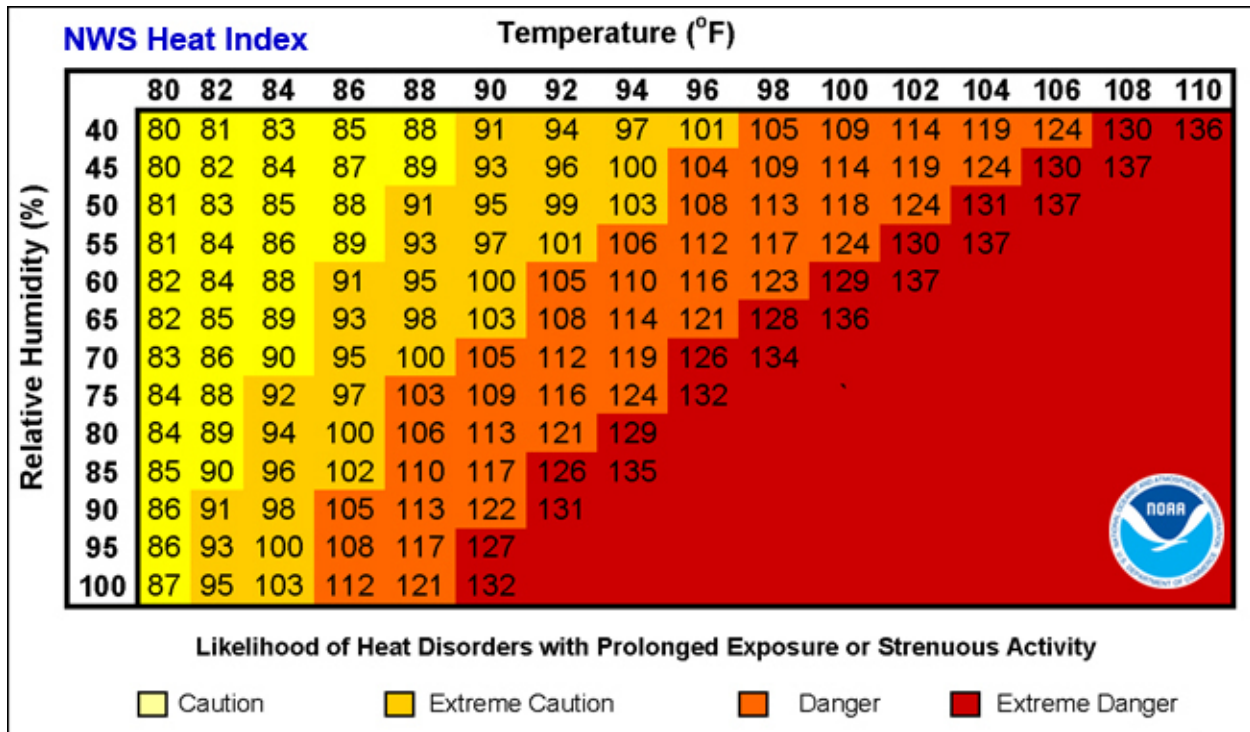 NWS Heat Index
Temperature (°F)
80 82 84 86 88 90 92 94 96 98 100 102 104 106 108 110
Relative Humidity (%)
40 80 81 83 85 88 91 94 97 101 105 109 114 119 124 130 136
45 80 82 84 87 89 93 96 100 104 109 114 119 124 130 137
50 81 83 85 88 91 95 99 103 108 113 118 124 131 137
55 81 84 86 89 93 97 101 106 112 117 124 130 137
60 82 84 88 91 95 100 105 110 116 123 129 137
65 82 85 89 93 98 103 108 114 121 128 136
70 83 86 90 95 100 105 112 119 126 134
75 84 88 92 97 103 109 116 124 132
80 84 89 94 100 106 113 121 129
85 85 90 96 102 110 117 126 135
90 86 91 98 105 113 122 131
95 86 93 100 108 117 127
100 87 95 103 112 121 132
NATIONAL OCEANIC AND ATMOSPHERIC ADMINISTRATION
NOAA
U.S. DEPARTMENT OF COMMERCE
Likelihood of Heat Disorders with Prolonged Exposure or Strenuous Activity
Caution Extreme Caution Danger Extreme Danger